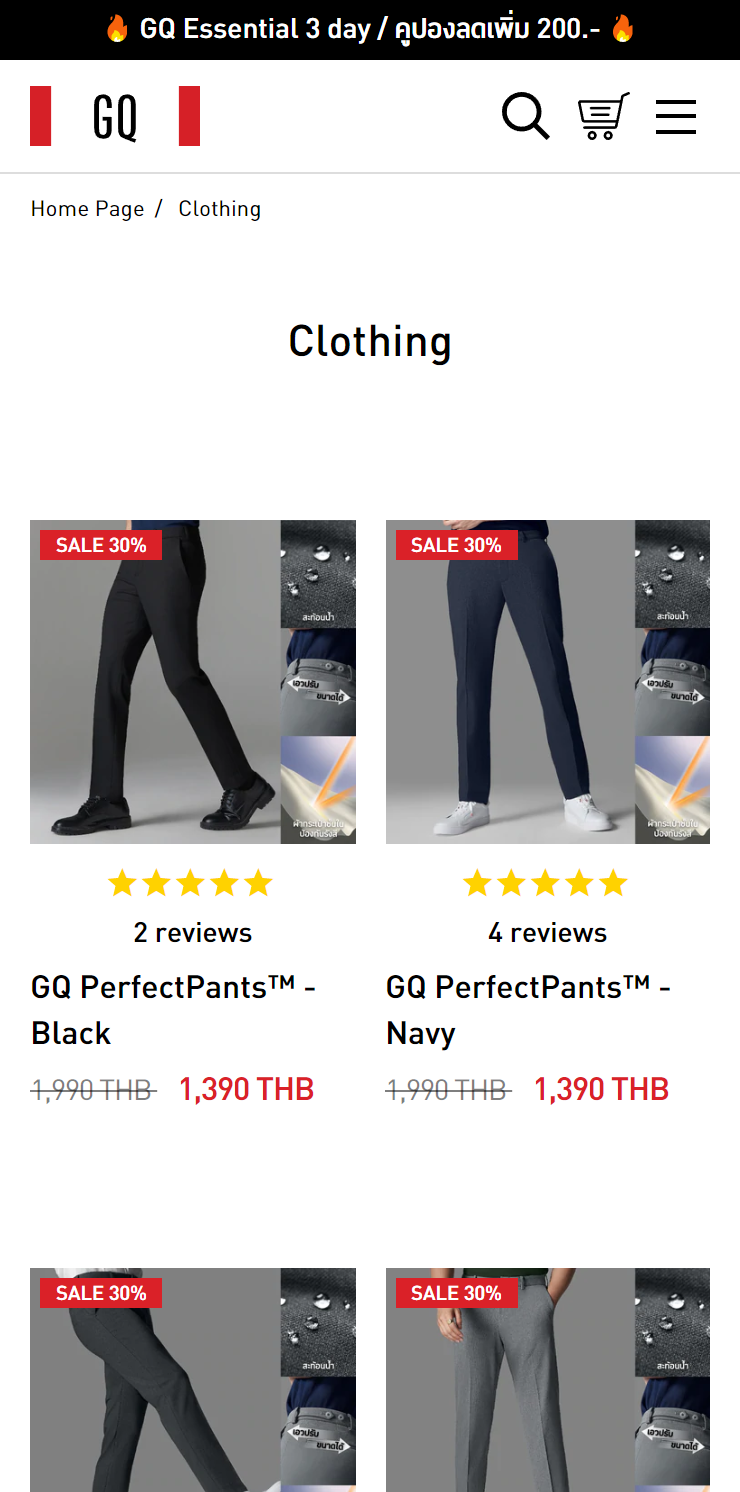 🔥 GQ Essential 3 day / คูปองลดเพิ่ม 200.- 🔥
GQ
Home Page / Clothing
Clothing
SALE 30%
สะท้อนน้ำ
เอวปรับ
ขนาดได้
ผ้ากระเป๋าชั้นใน
ป้องกันรังสี
SALE 30%
สะท้อนน้ำ
เอวปรับ
ขนาดได้
ผ้ากระเป๋าชั้นใน
ป้องกันรังสี
2 reviews
4 reviews
GQ PerfectPants™ -
Black
GQ PerfectPants™ -
Navy
1,990 THB 1,390 THB
1,990 THB 1,390 THB
SALE 30%
สะท้อนน้ำ
เอวปรับ
ขนาดได้
SALE 30%
สะท้อนน้ำ
เอวปรับ
ขนาดได้